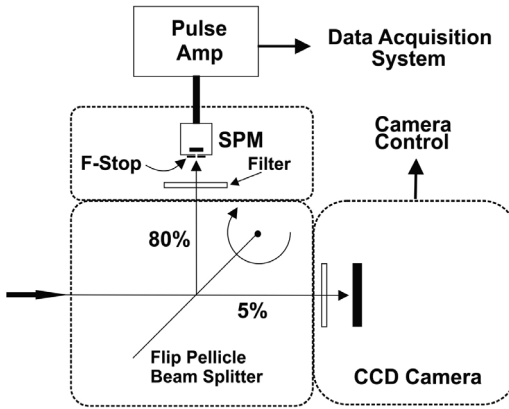 Pulse
Amp
Data Acquisition
System
SPM
F-Stop
Filter
Camera
Control
80%
5%
Flip Pellicle
Beam Splitter
CCD Camera